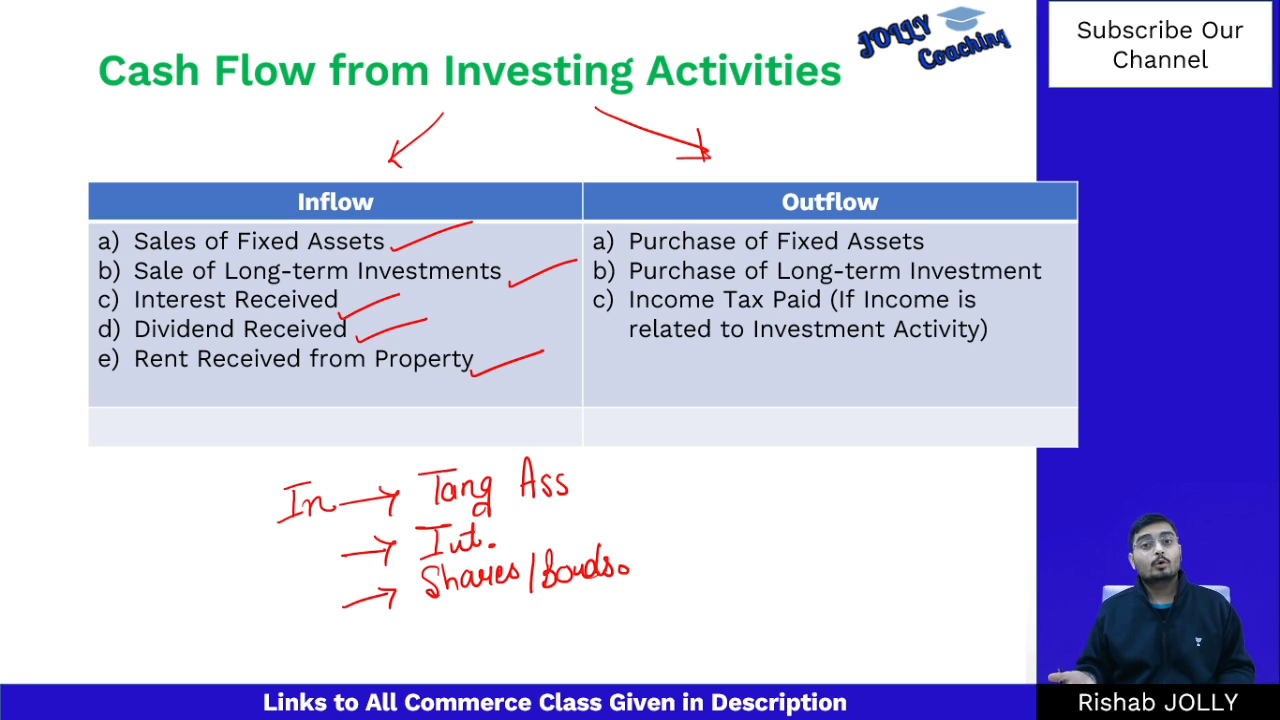 JOLLY
Coaching
Subscribe Our
Channel
Cash Flow from Investing Activities
Inflow
a) Sales of Fixed Assets
b) Sale of Long-term Investments
c) Interest Received
d) Dividend Received
e) Rent Received from Property
Outflow
a) Purchase of Fixed Assets
b) Purchase of Long-term Investment
c) Income Tax Paid (If Income is
related to Investment Activity)
In → Tang Ass
→ Int.
→ Shares/Bonds.
Links to All Commerce Class Given in Description
Rishab JOLLY